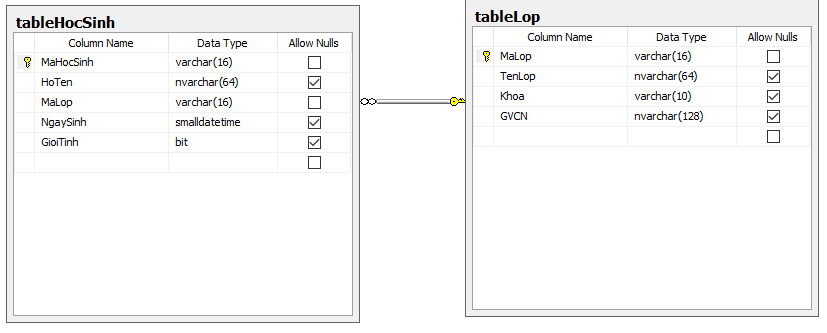 tableHocSinh
Column Name Data Type Allow Nulls
MaHocSinh varchar(16)
HoTen nvarchar(64)
MaLop varchar(16)
NgaySinh smalldatetime
GioiTinh bit
tableLop
Column Name Data Type Allow Nulls
MaLop varchar(16)
TenLop nvarchar(64)
Khoa varchar(10)
GVCN nvarchar(128)